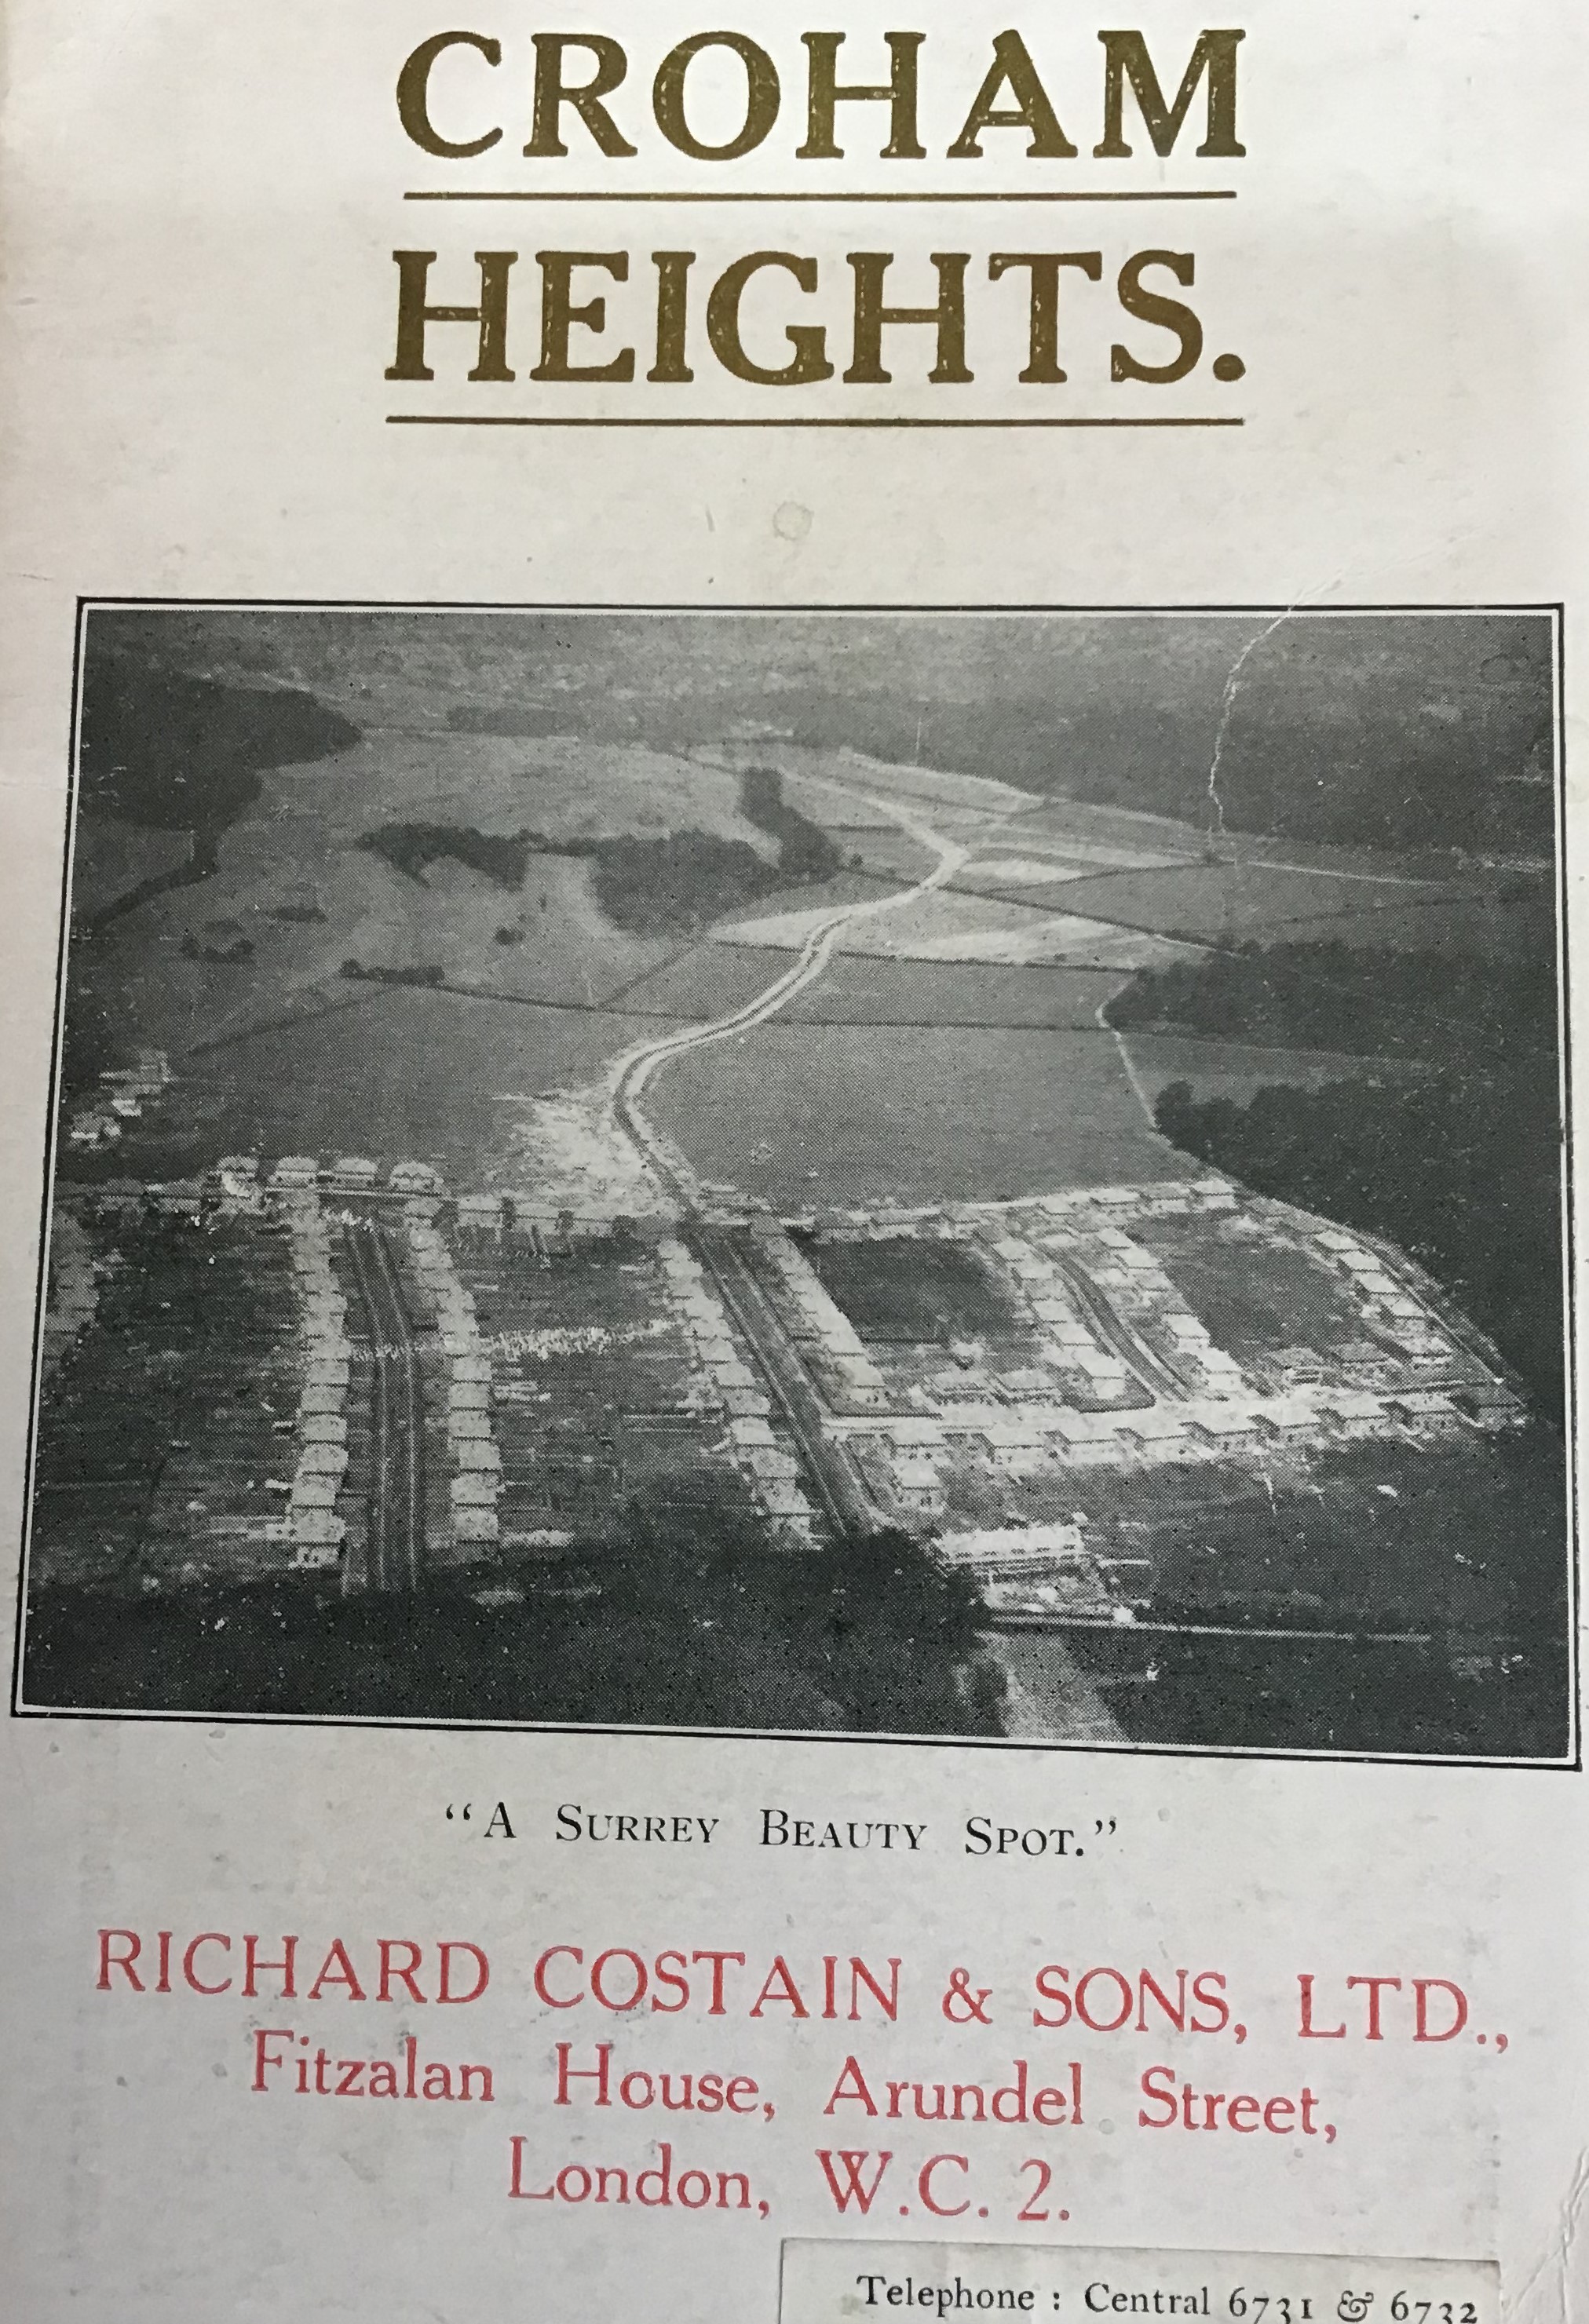 CROHAM
HEIGHTS.
“A SURREY BEAUTY SPOT.”
RICHARD COSTAIN & SONS, LTD.,
Fitzalan House, Arundel Street,
London, W.C. 2.
Telephone : Central 6731 & 6732